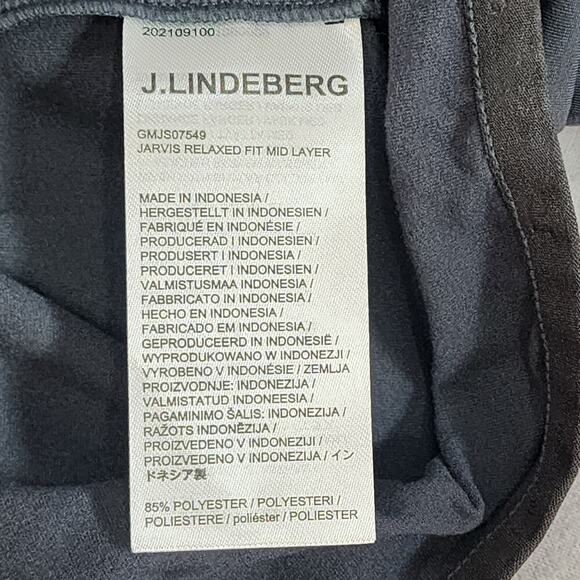 202109100
J.LINDEBERG
GMJS07549
JARVIS RELAXED FIT MID LAYER
MADE IN INDONESIA /
HERGESTELLT IN INDONESIEN /
FABRIQUÉ EN INDONÉSIE /
PRODUCERAD I INDONESIEN /
PRODUSERT I INDONESIA /
PRODUCERET I INDONESIEN /
VALMISTUSMAA INDONESIA /
FABBRICATO IN INDONESIA /
HECHO EN INDONESIA /
FABRICADO EM INDONESIA /
GEPRODUCEERD IN INDONESIË /
WYPRODUKOWANO W INDONEZJI /
VYROBENO V INDONÉSIE / ZEMLJA
PROIZVODNJE: INDONEZIJA /
VALMISTATUD INDONEESIA /
PAGAMINIMO ŠALIS: INDONEZIJA /
RAŽOTS INDONĒZIJA /
PROIZVEDENO V INDONEZIJI /
PROIZVEDENO V INDONEZIJA / イン
ドネシア製
85% POLYESTER / POLYESTERI /
POLIESTERE / poliéster / POLIESTER